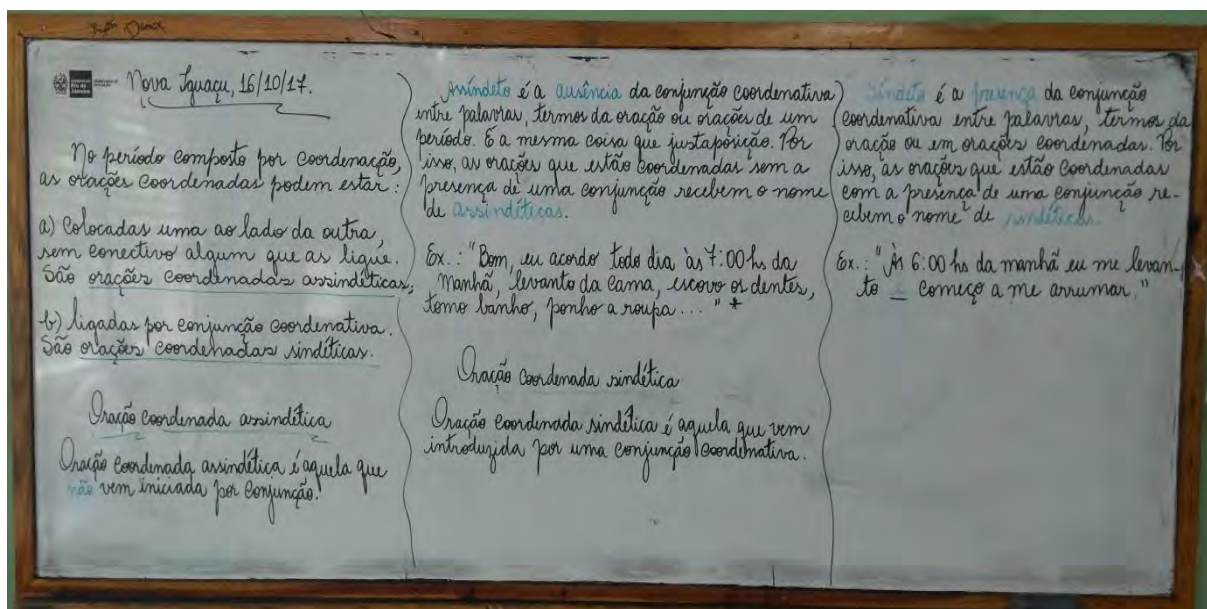 Nova Iguaçu, 16/10/17.
No período composto por coordenação,
as orações coordenadas podem estar:
a) Colocadas uma ao lado da outra,
sem conectivo algum que as ligue.
São orações coordenadas assindéticas;
b) ligadas por conjunção coordenativa.
São orações coordenadas sindéticas.
Oração coordenada assindética
Oração coordenada assindética é aquela que
não vem iniciada por conjunção.
Assíndeto é a ausência da conjunção coordenativa
entre palavras, termos da oração ou orações de um
período. É a mesma coisa que justaposição. Por
isso, as orações que estão coordenadas sem a
presença de uma conjunção recebem o nome
de assindéticas.
Ex.: "Bom, eu acordo todo dia às 7:00 hs da
Manhã, levanto da cama, escovo os dentes,
tomo banho, ponho a roupa..." *
Oração coordenada sindética
Oração coordenada sindética é aquela que vem
introduzida por uma conjunção coordenativa.
Síndeto é a presença da conjunção
coordenativa entre palavras, termos da
oração ou em orações coordenadas. Por
isso, as orações que estão coordenadas
com a presença de uma conjunção re-
cebem o nome de sindéticas.
Ex.: "Às 6:00 hs da manhã eu me levan-
to _ começo a me arrumar."